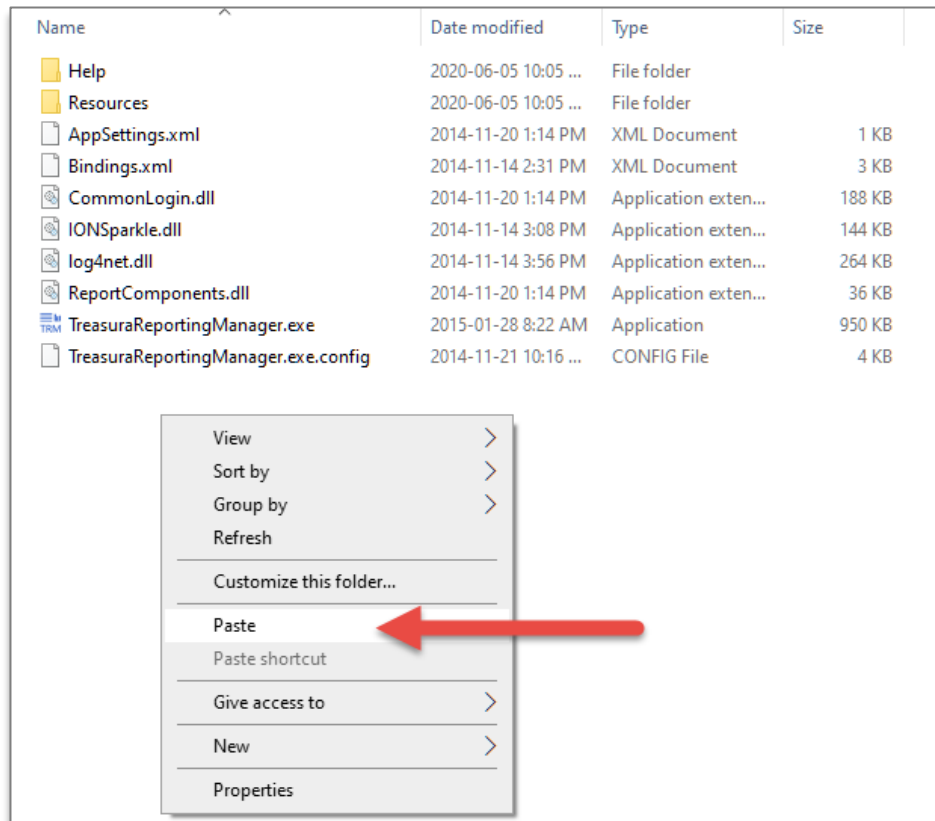 Name Date modified Type Size
Help 2020-06-05 10:05 ... File folder
Resources 2020-06-05 10:05 ... File folder
AppSettings.xml 2014-11-20 1:14 PM XML Document 1 KB
Bindings.xml 2014-11-14 2:31 PM XML Document 3 KB
CommonLogin.dll 2014-11-20 1:14 PM Application exten... 188 KB
IONSparkle.dll 2014-11-14 3:08 PM Application exten... 144 KB
log4net.dll 2014-11-14 3:56 PM Application exten... 264 KB
ReportComponents.dll 2014-11-20 1:14 PM Application exten... 36 KB
TRM TreasuraReportingManager.exe 2015-01-28 8:22 AM Application 950 KB
TreasuraReportingManager.exe.config 2014-11-21 10:16 ... CONFIG File 4 KB
View
Sort by
Group by
Refresh
Customize this folder...
Paste
Paste shortcut
Give access to
New
Properties